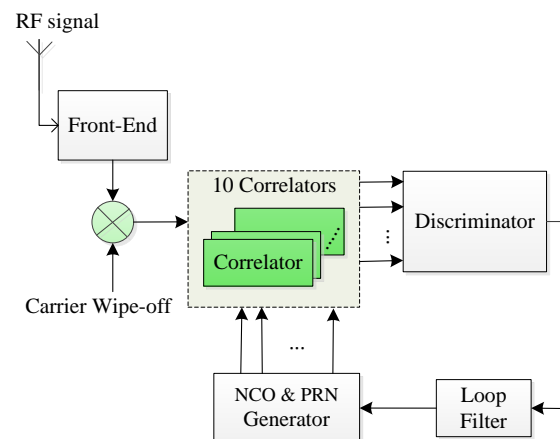 RF signal
Front-End
10 Correlators
Correlator
Discriminator
Carrier Wipe-off
...
...
NCO & PRN
Generator
Loop
Filter